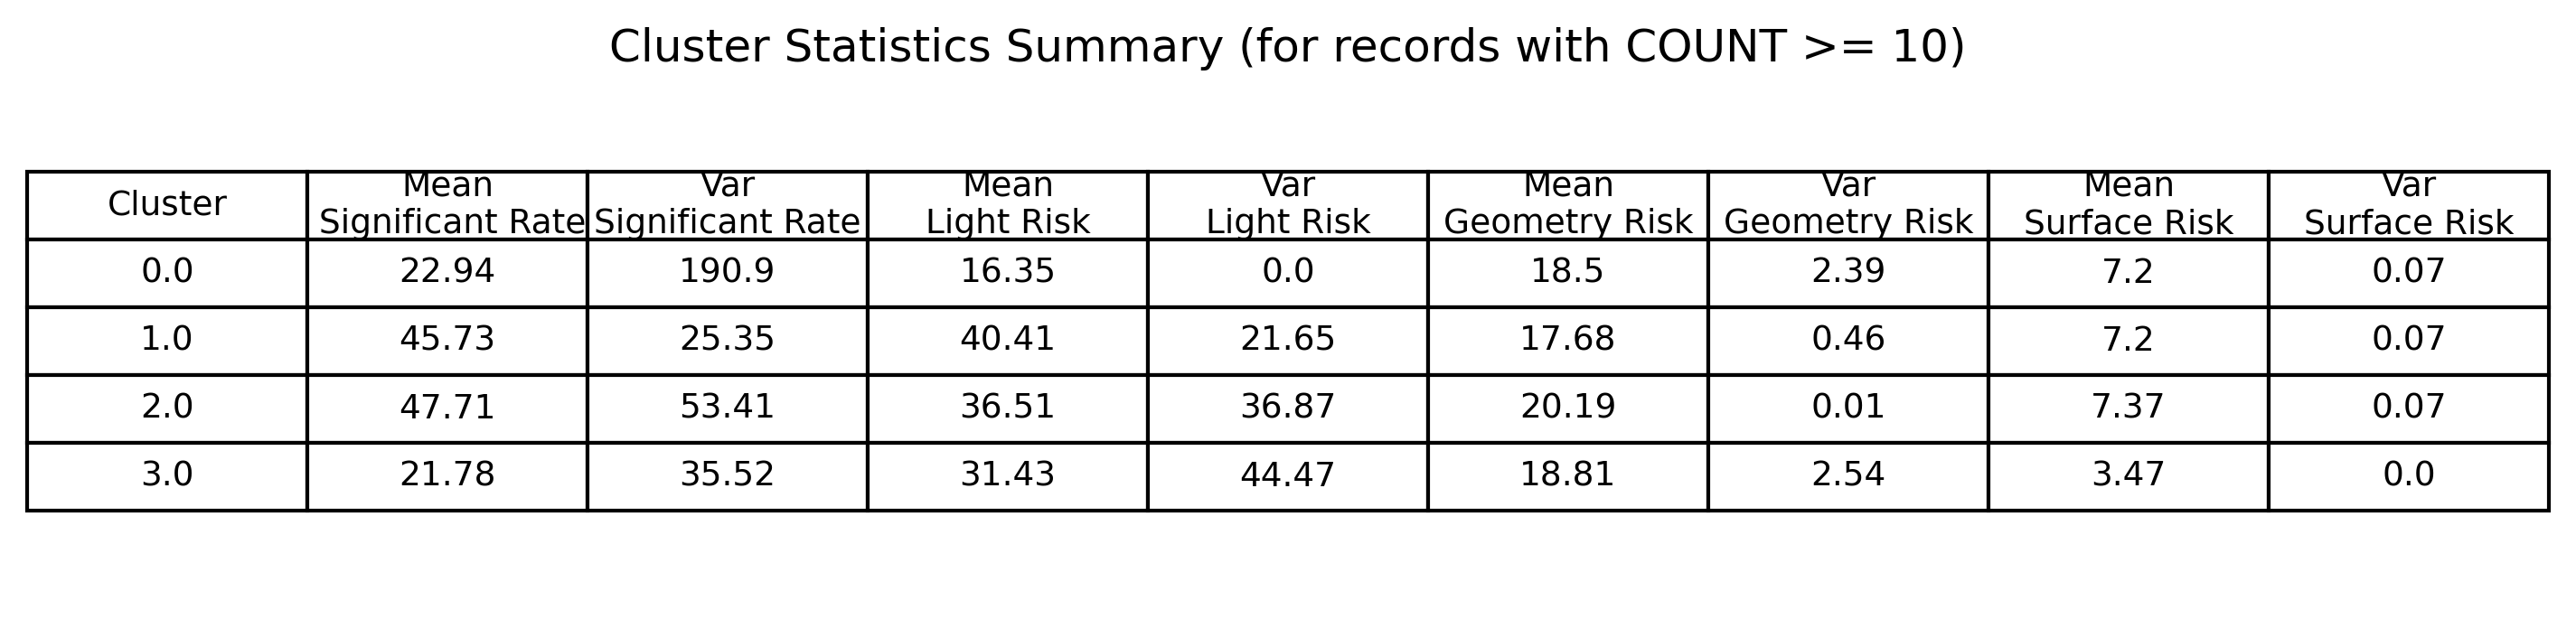 Cluster Statistics Summary (for records with COUNT >= 10)
Cluster Mean Significant Rate Var Significant Rate Mean Light Risk Var Light Risk Mean Geometry Risk Var Geometry Risk Mean Surface Risk Var Surface Risk
0.0 22.94 190.9 16.35 0.0 18.5 2.39 7.2 0.07
1.0 45.73 25.35 40.41 21.65 17.68 0.46 7.2 0.07
2.0 47.71 53.41 36.51 36.87 20.19 0.01 7.37 0.07
3.0 21.78 35.52 31.43 44.47 18.81 2.54 3.47 0.0